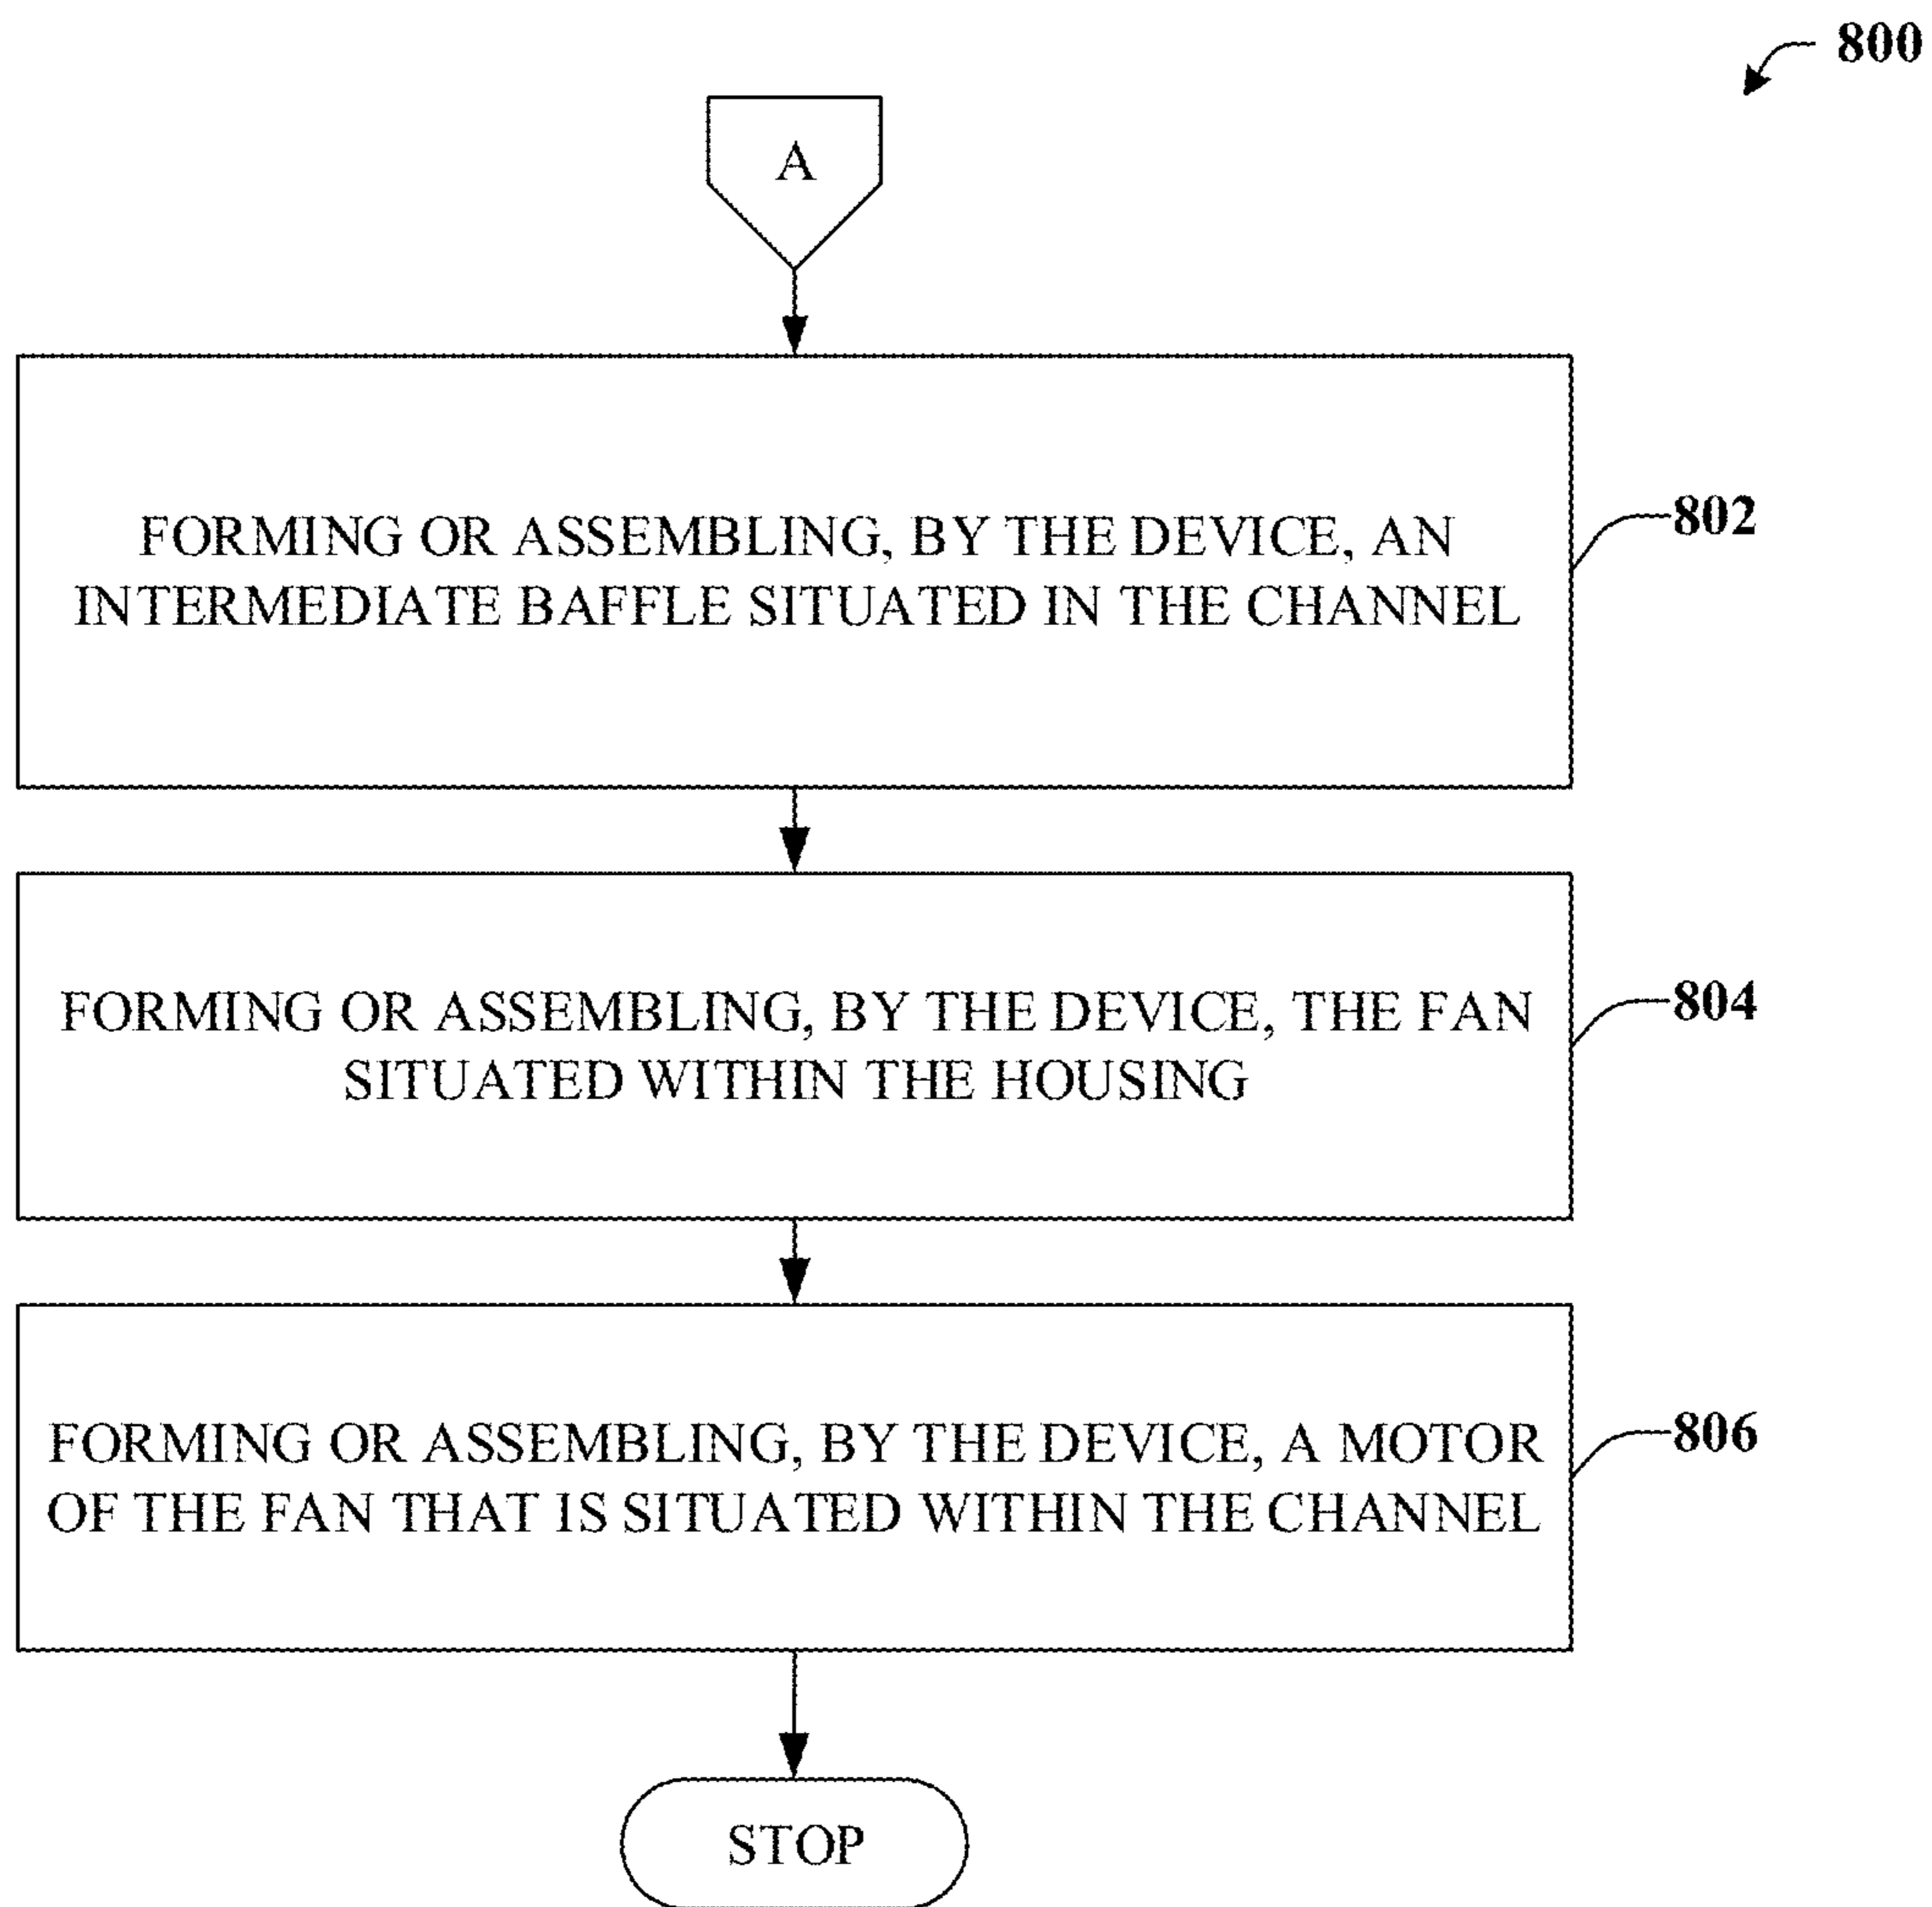 800
A
FORMING OR ASSEMBLING, BY THE DEVICE, AN
INTERMEDIATE BAFFLE SITUATED IN THE CHANNEL
802
FORMING OR ASSEMBLING, BY THE DEVICE, THE FAN
SITUATED WITHIN THE HOUSING
804
FORMING OR ASSEMBLING, BY THE DEVICE, A MOTOR
OF THE FAN THAT IS SITUATED WITHIN THE CHANNEL
806
STOP